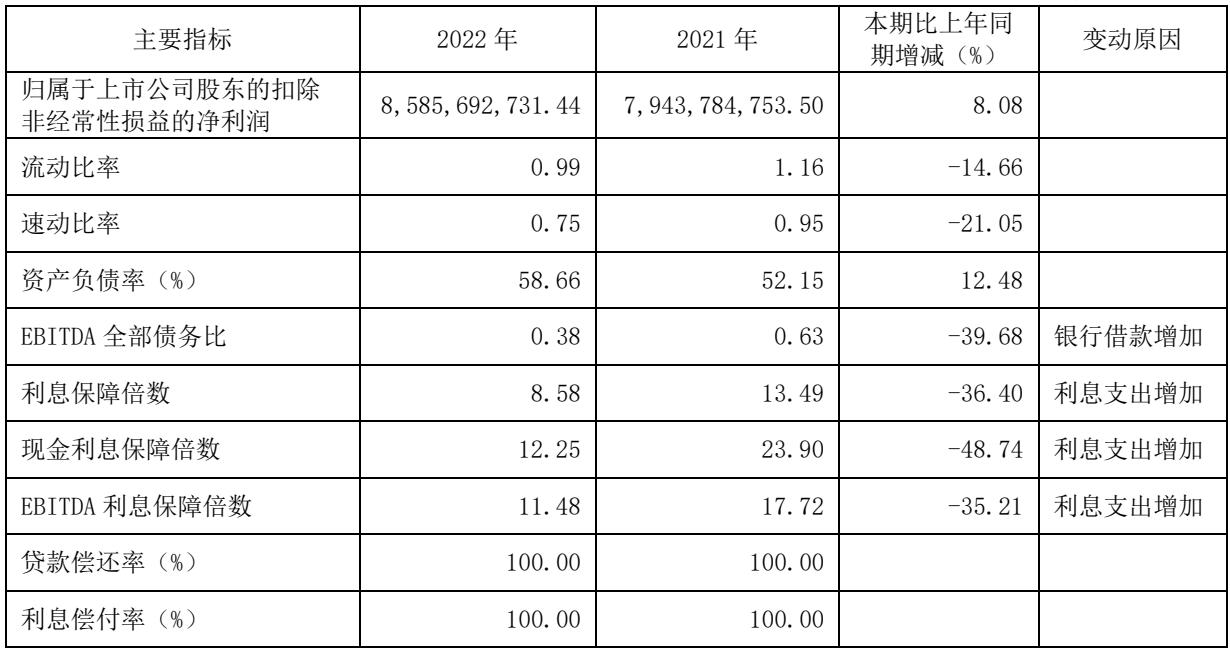 主要指标 2022 年 2021 年 本期比上年同期增减（%） 变动原因
归属于上市公司股东的扣除非经常性损益的净利润 8,585,692,731.44 7,943,784,753.50 8.08
流动比率 0.99 1.16 -14.66
速动比率 0.75 0.95 -21.05
资产负债率（%） 58.66 52.15 12.48
EBITDA 全部债务比 0.38 0.63 -39.68 银行借款增加
利息保障倍数 8.58 13.49 -36.40 利息支出增加
现金利息保障倍数 12.25 23.90 -48.74 利息支出增加
EBITDA 利息保障倍数 11.48 17.72 -35.21 利息支出增加
贷款偿还率（%） 100.00 100.00
利息偿付率（%） 100.00 100.00